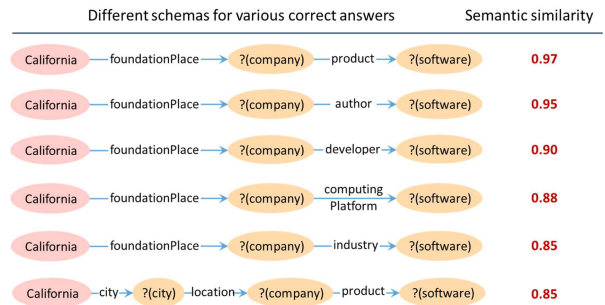 Different schemas for various correct answers Semantic similarity
California foundationPlace ?(company) product ?(software) 0.97
California foundationPlace ?(company) author ?(software) 0.95
California foundationPlace ?(company) developer ?(software) 0.90
California foundationPlace ?(company) computing Platform ?(software) 0.88
California foundationPlace ?(company) industry ?(software) 0.85
California city ?(city) location ?(company) product ?(software) 0.85